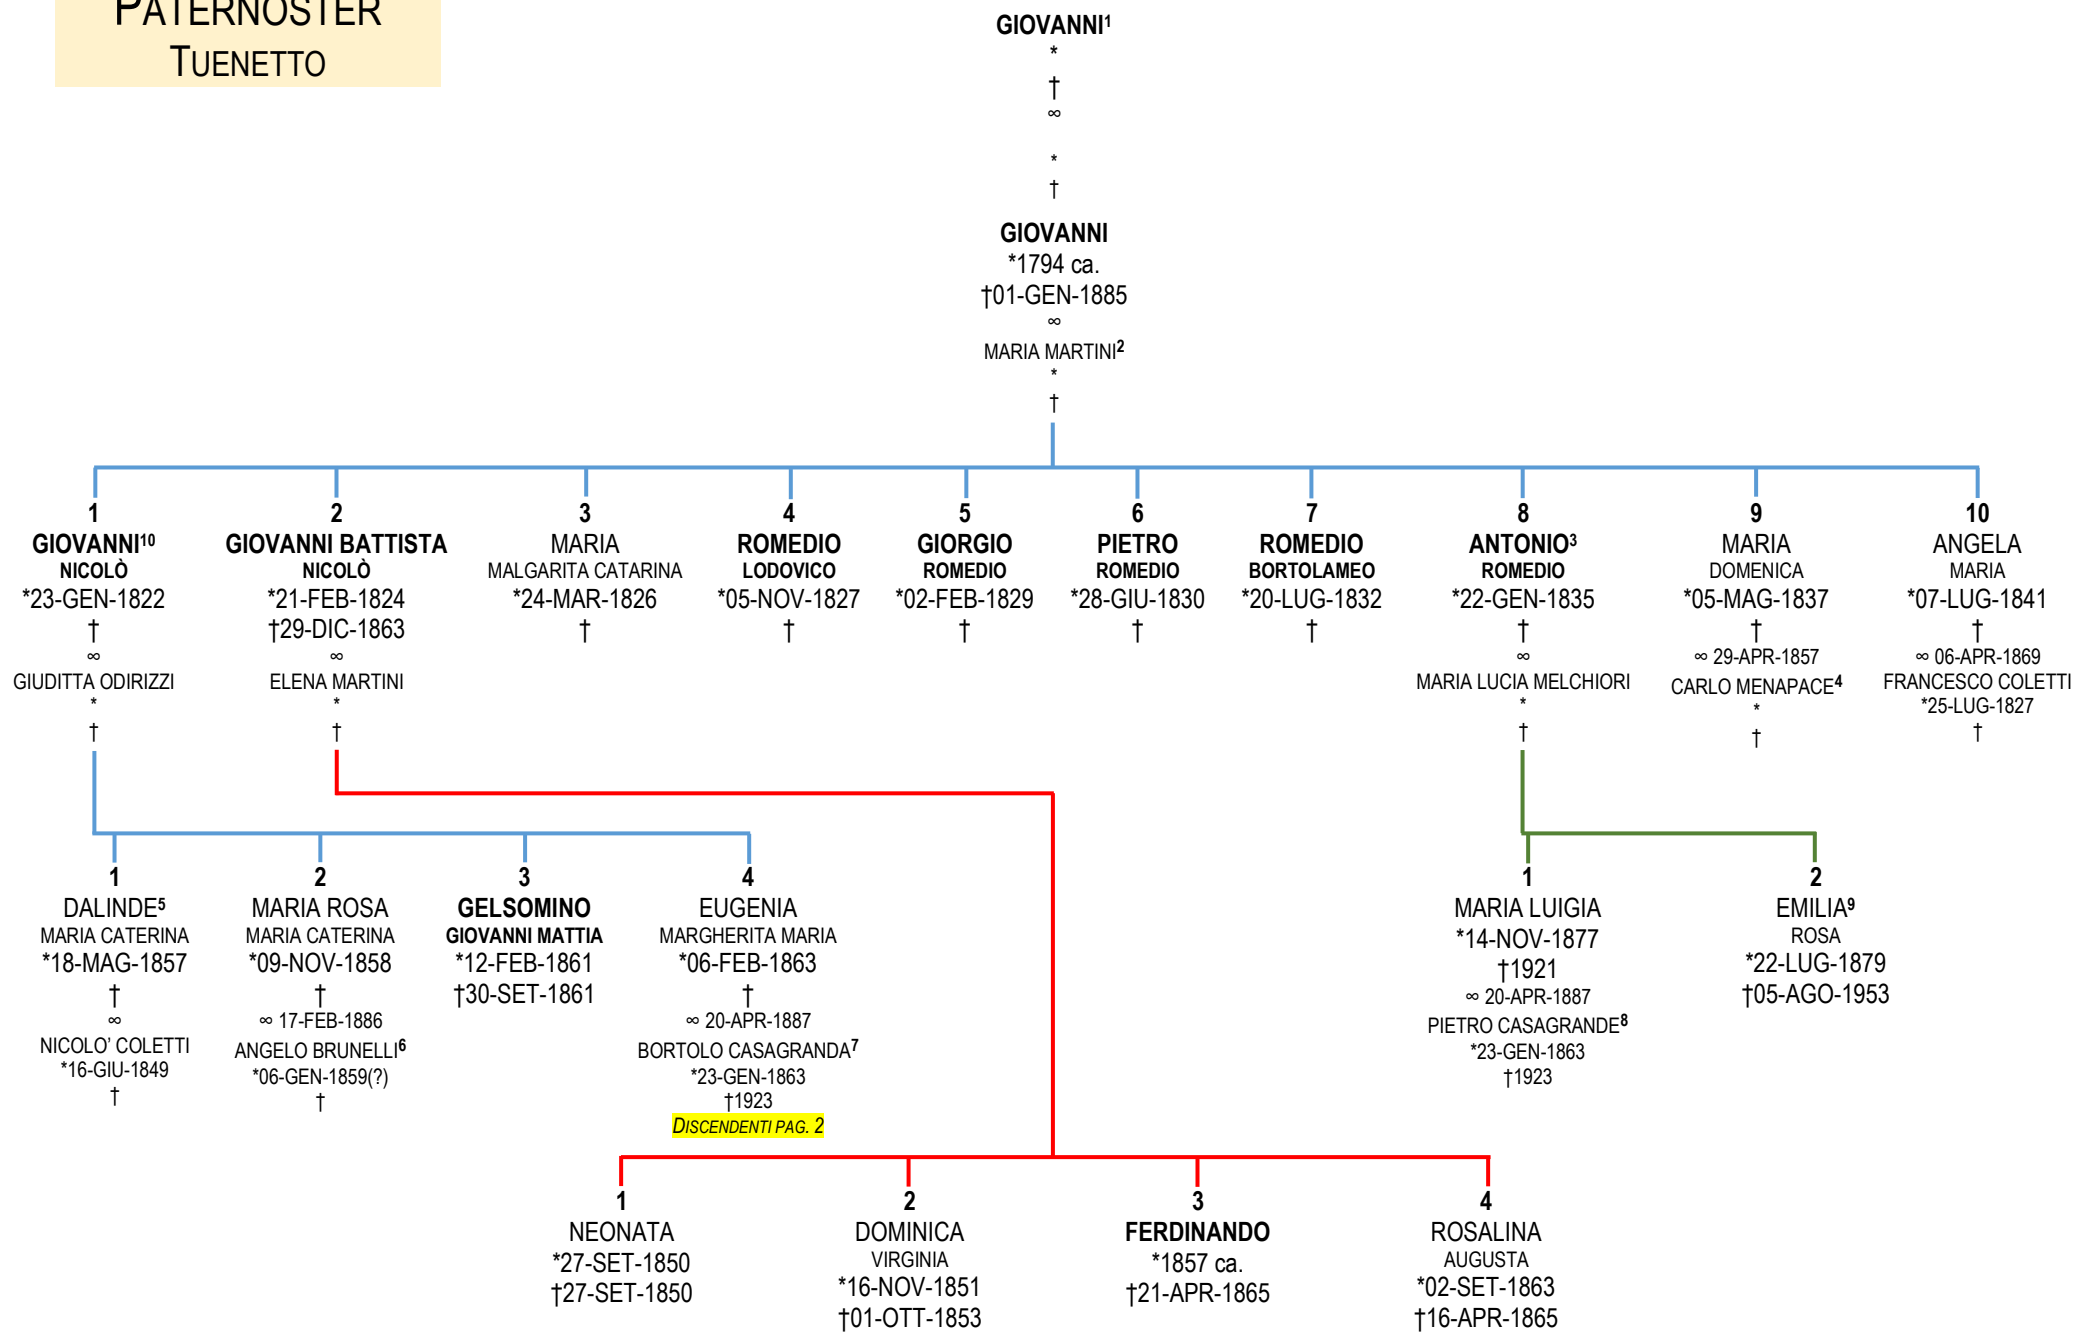 PATERNOSTER
TUENETTO
GIOVANNI¹
*
†
∞
*
†
GIOVANNI
*1794 ca.
†01-GEN-1885
∞
MARIA MARTINI²
*
†
1
GIOVANNI¹⁰
NICOLÒ
*23-GEN-1822
†
∞
GIUDITTA ODIRIZZI
*
†
2
GIOVANNI BATTISTA
NICOLÒ
*21-FEB-1824
†29-DIC-1863
∞
ELENA MARTINI
*
†
3
MARIA
MALGARITA CATARINA
*24-MAR-1826
†
4
ROMEDIO
LODOVICO
*05-NOV-1827
†
5
GIORGIO
ROMEDIO
*02-FEB-1829
†
6
PIETRO
ROMEDIO
*28-GIU-1830
†
7
ROMEDIO
BORTOLAMEO
*20-LUG-1832
†
8
ANTONIO³
ROMEDIO
*22-GEN-1835
†
∞
MARIA LUCIA MELCHIORI
*
†
9
MARIA
DOMENICA
*05-MAG-1837
†
∞ 29-APR-1857
CARLO MENAPACE⁴
*
†
10
ANGELA
MARIA
*07-LUG-1841
†
∞ 06-APR-1869
FRANCESCO COLETTI
*25-LUG-1827
†
1
DALINDE⁵
MARIA CATERINA
*18-MAG-1857
†
∞
NICOLO' COLETTI
*16-GIU-1849
†
2
MARIA ROSA
MARIA CATERINA
*09-NOV-1858
†
∞ 17-FEB-1886
ANGELO BRUNELLI⁶
*06-GEN-1859(?)
†
3
GELSOMINO
GIOVANNI MATTIA
*12-FEB-1861
†30-SET-1861
4
EUGENIA
MARGHERITA MARIA
*06-FEB-1863
†
∞ 20-APR-1887
BORTOLO CASAGRANDA⁷
*23-GEN-1863
†1923
DISCENDENTI PAG. 2
1
MARIA LUIGIA
*14-NOV-1877
†1921
∞ 20-APR-1887
PIETRO CASAGRANDE⁸
*23-GEN-1863
†1923
2
EMILIA⁹
ROSA
*22-LUG-1879
†05-AGO-1953
1
NEONATA
*27-SET-1850
†27-SET-1850
2
DOMINICA
VIRGINIA
*16-NOV-1851
†01-OTT-1853
3
FERDINANDO
*1857 ca.
†21-APR-1865
4
ROSALINA
AUGUSTA
*02-SET-1863
†16-APR-1865